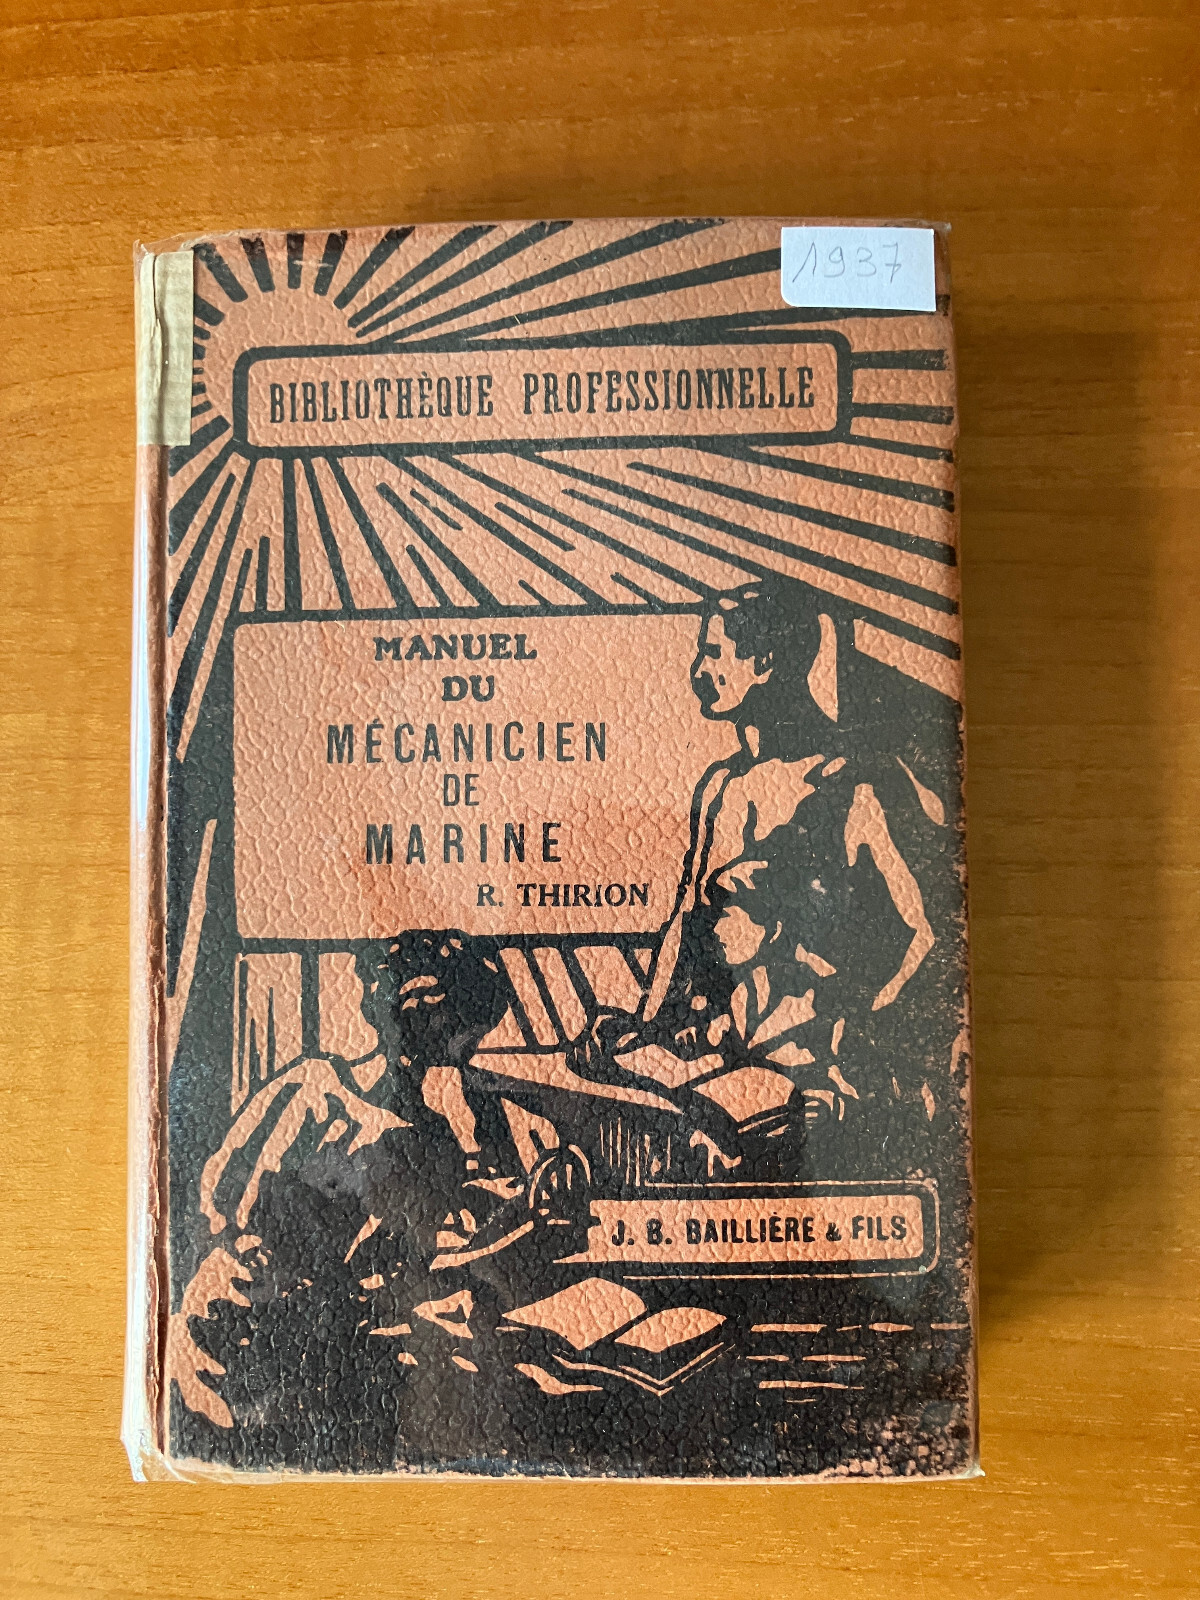 1937
BIBLIOTHÈQUE PROFESSIONNELLE
MANUEL
DU
MÉCANICIEN
DE
MARINE
R. THIRION
J. B. BAILLIÈRE & FILS